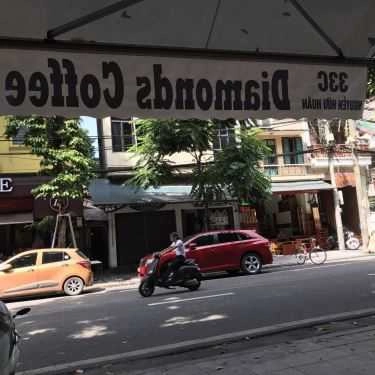 33C
NGUYỄN HỮU HUÂN
Diamonds Coffee
E